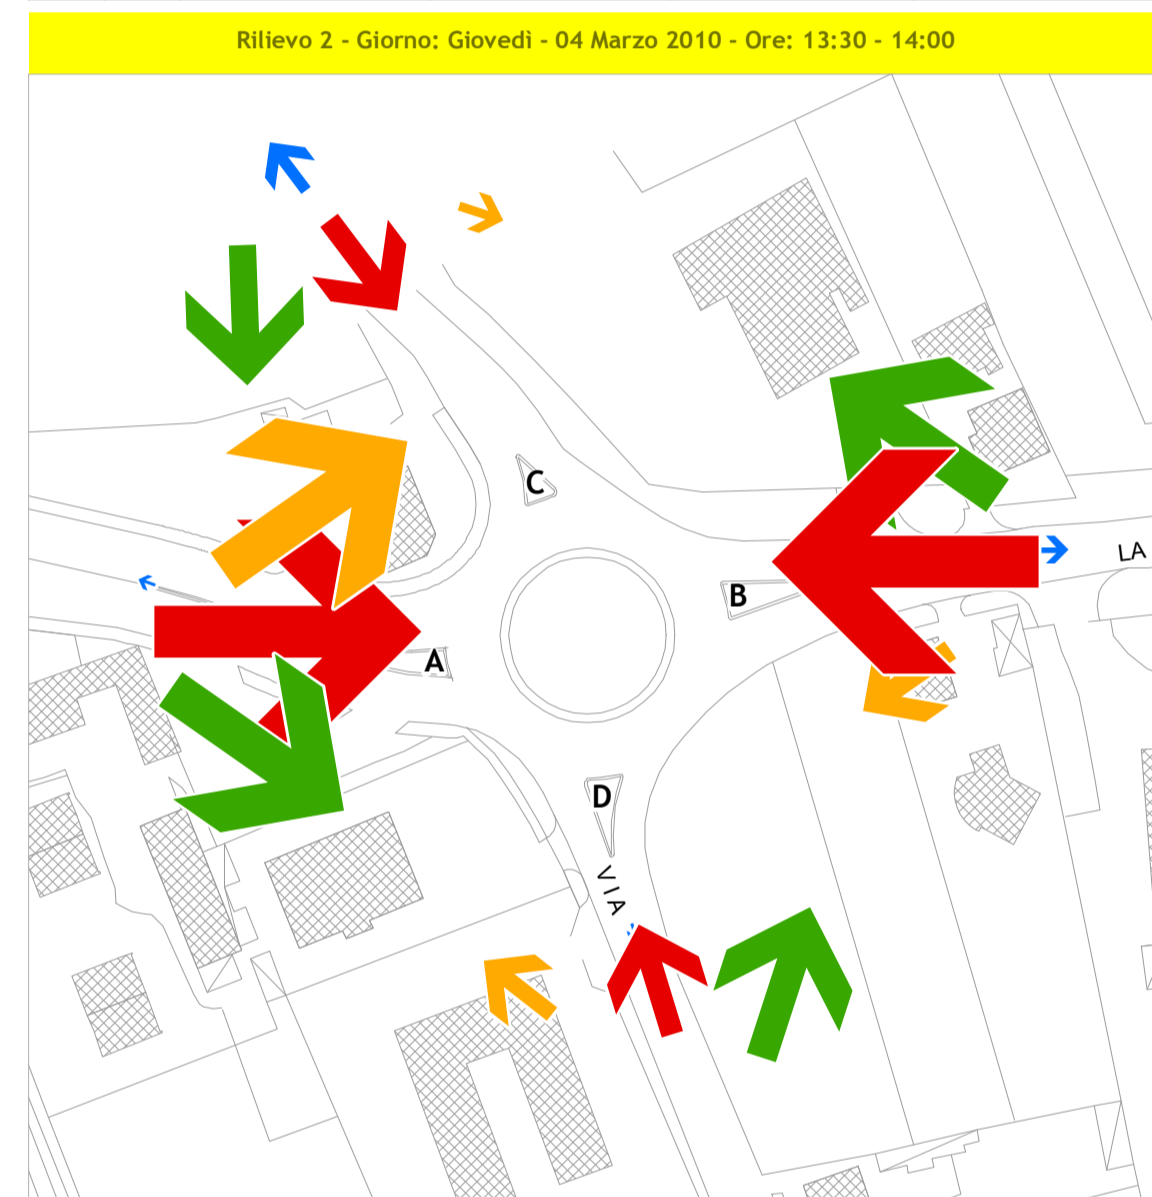 Rilievo 2 - Giorno: Giovedì - 04 Marzo 2010 - Ore: 13:30 - 14:00
C
LA
B
A
D
VIA